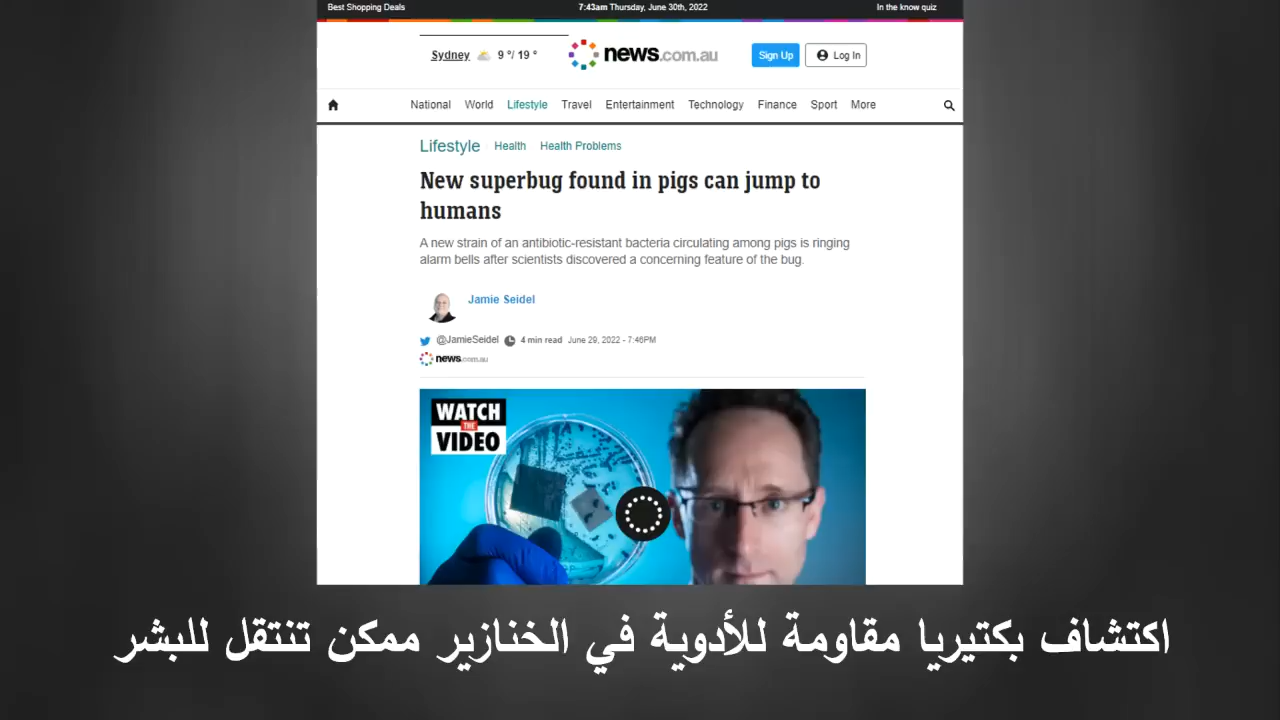 Best Shopping Deals
7:43am Thursday, June 30th, 2022
In the know quiz
Sydney 9 °/ 19 °
news.com.au
Sign Up
Log In
National World Lifestyle Travel Entertainment Technology Finance Sport More
Lifestyle Health Health Problems
New superbug found in pigs can jump to
humans
A new strain of an antibiotic-resistant bacteria circulating among pigs is ringing
alarm bells after scientists discovered a concerning feature of the bug.
Jamie Seidel
@JamieSeidel 4 min read June 29, 2022 - 7:46PM
news.com.au
WATCH
THE
VIDEO
اكتشاف بكتيريا مقاومة للأدوية في الخنازير ممكن تنتقل للبشر